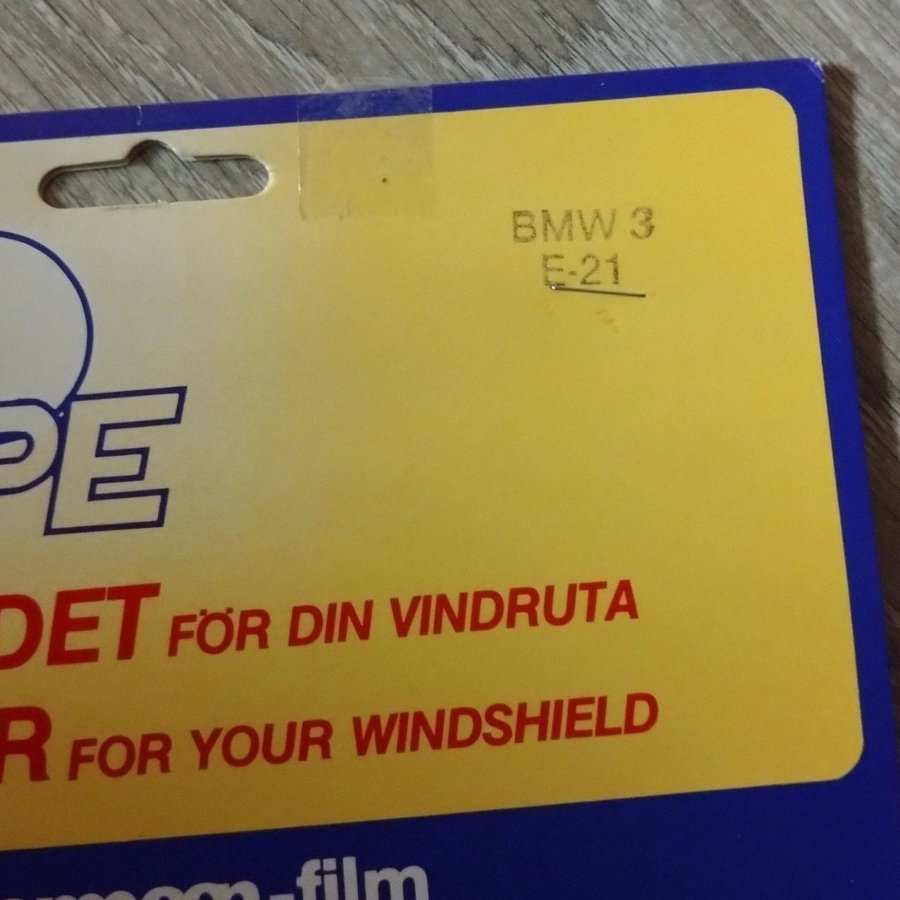 BMW 3
E-21
PE
DET FÖR DIN VINDRUTA
R FOR YOUR WINDSHIELD
-film